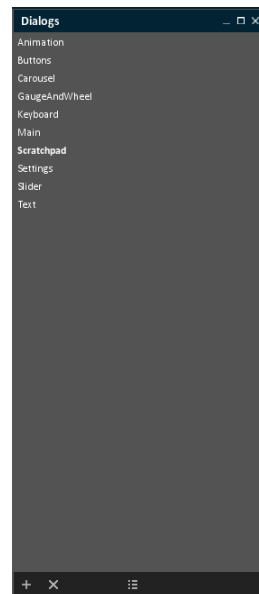 Dialogs
Animation
Buttons
Carousel
GaugeAndWheel
Keyboard
Main
Scratchpad
Settings
Slider
Text